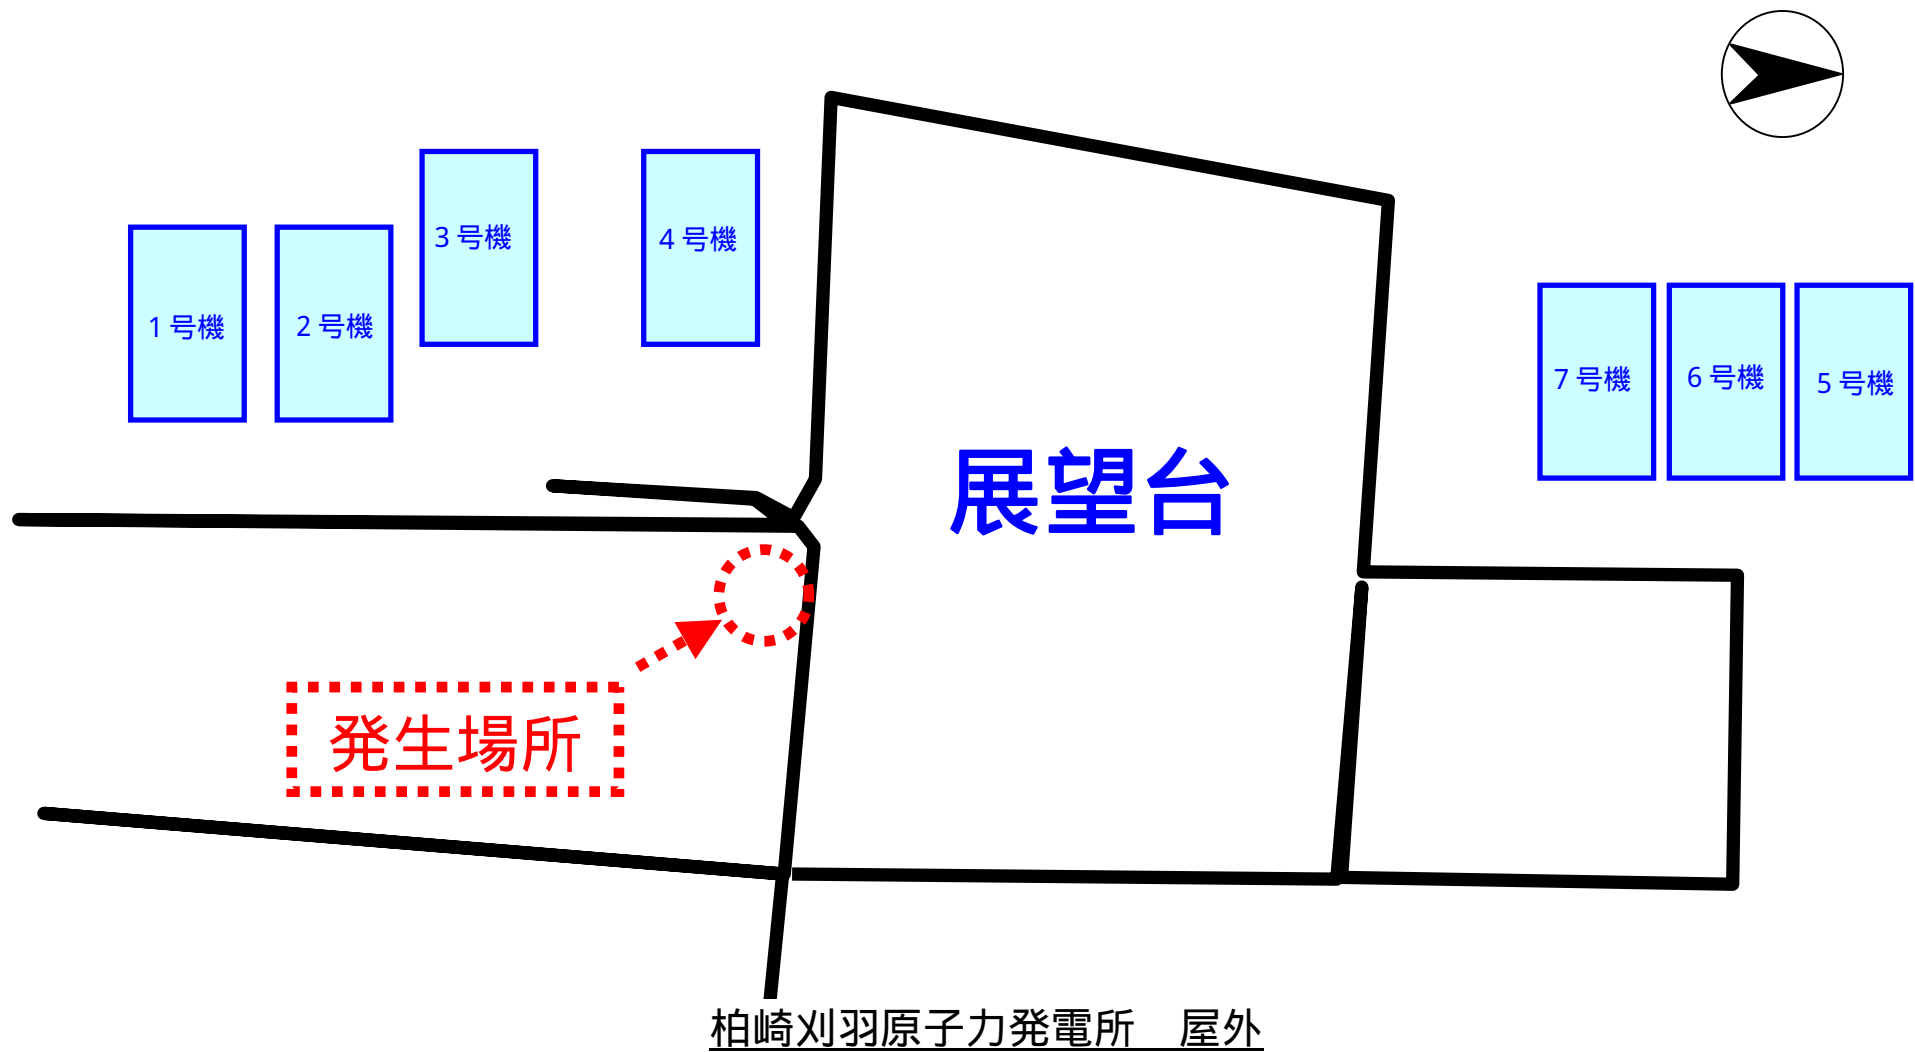 3号機
4号機
1号機
2号機
7号機
6号機
5号機
展望台
発生場所
柏崎刈羽原子力発電所　屋外